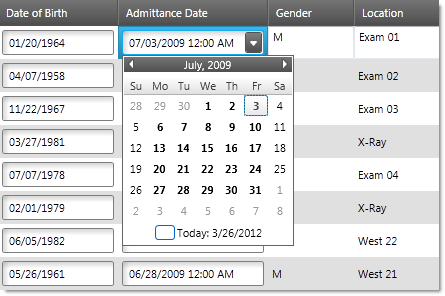 Date of Birth Admittance Date Gender Location
01/20/1964 07/03/2009 12:00 AM M Exam 01
July, 2009
Su Mo Tu We Th Fr Sa
28 29 30 1 2 3 4
5 6 7 8 9 10 11
12 13 14 15 16 17 18
19 20 21 22 23 24 25
26 27 28 29 30 31 1
2 3 4 5 6 7 8
Today: 3/26/2012
04/07/1958 Exam 02
11/22/1967 Exam 03
03/27/1981 X-Ray
07/07/1978 Exam 04
02/01/1979 X-Ray
06/05/1982 West 22
05/26/1961 06/28/2009 12:00 AM M West 21